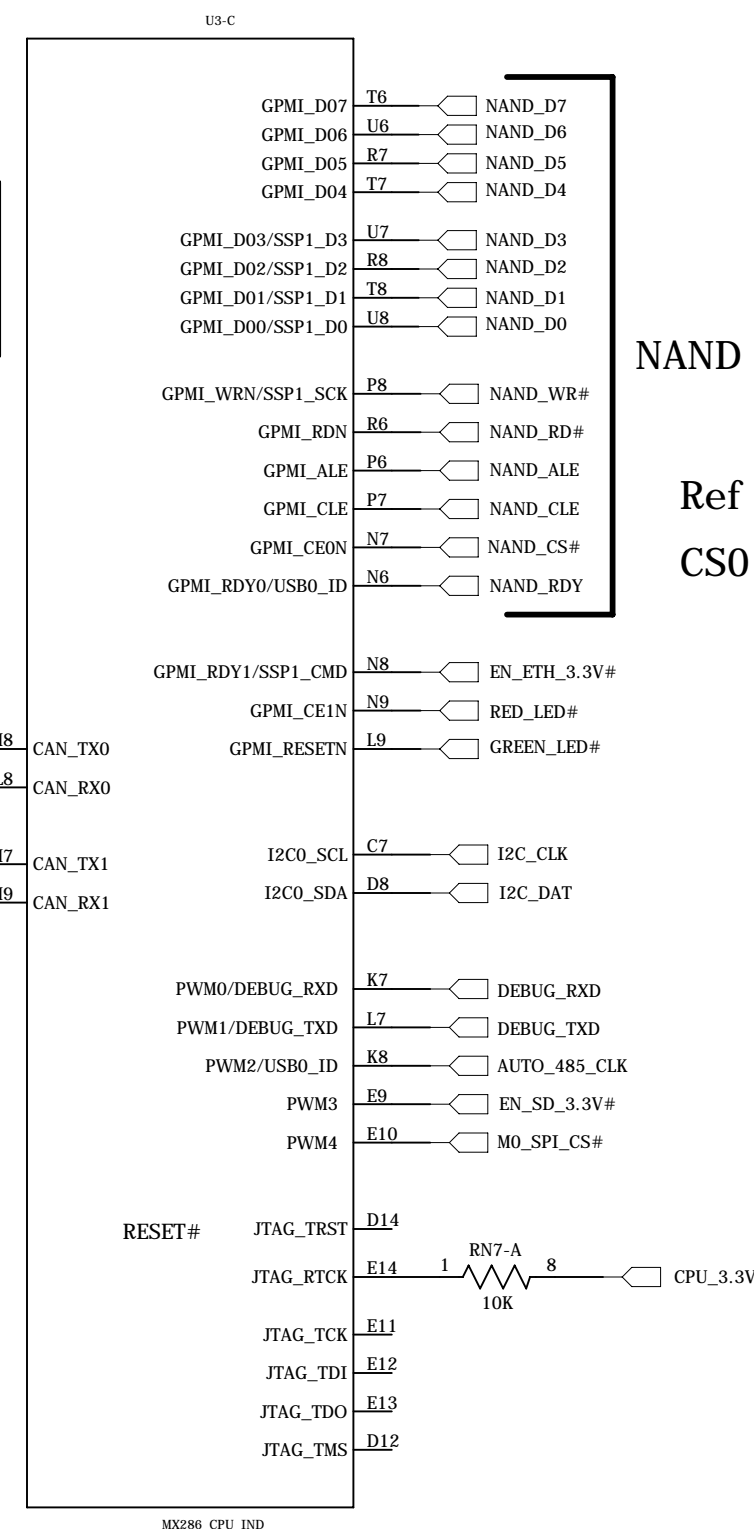 U3-C
GPMI_D07 T6 NAND_D7
GPMI_D06 U6 NAND_D6
GPMI_D05 R7 NAND_D5
GPMI_D04 T7 NAND_D4
GPMI_D03/SSP1_D3 U7 NAND_D3
GPMI_D02/SSP1_D2 R8 NAND_D2
GPMI_D01/SSP1_D1 T8 NAND_D1
GPMI_D00/SSP1_D0 U8 NAND_D0
NAND
GPMI_WRN/SSP1_SCK P8 NAND_WR#
GPMI_RDN R6 NAND_RD#
GPMI_ALE P6 NAND_ALE
Ref
GPMI_CLE P7 NAND_CLE
GPMI_CE0N N7 NAND_CS#
CS0
GPMI_RDY0/USB0_ID N6 NAND_RDY
GPMI_RDY1/SSP1_CMD N8 EN_ETH_3.3V#
GPMI_CE1N N9 RED_LED#
8 CAN_TX0 GPMI_RESETN L9 GREEN_LED#
8 CAN_RX0
I2C0_SCL C7 I2C_CLK
7 CAN_TX1
I2C0_SDA D8 I2C_DAT
9 CAN_RX1
PWM0/DEBUG_RXD K7 DEBUG_RXD
PWM1/DEBUG_TXD L7 DEBUG_TXD
PWM2/USB0_ID K8 AUTO_485_CLK
PWM3 E9 EN_SD_3.3V#
PWM4 E10 M0_SPI_CS#
RESET# JTAG_TRST D14
JTAG_RTCK E14 1 RN7-A 8 CPU_3.3V
10K
JTAG_TCK E11
JTAG_TDI E12
JTAG_TDO E13
JTAG_TMS D12
MX286_CPU_IND